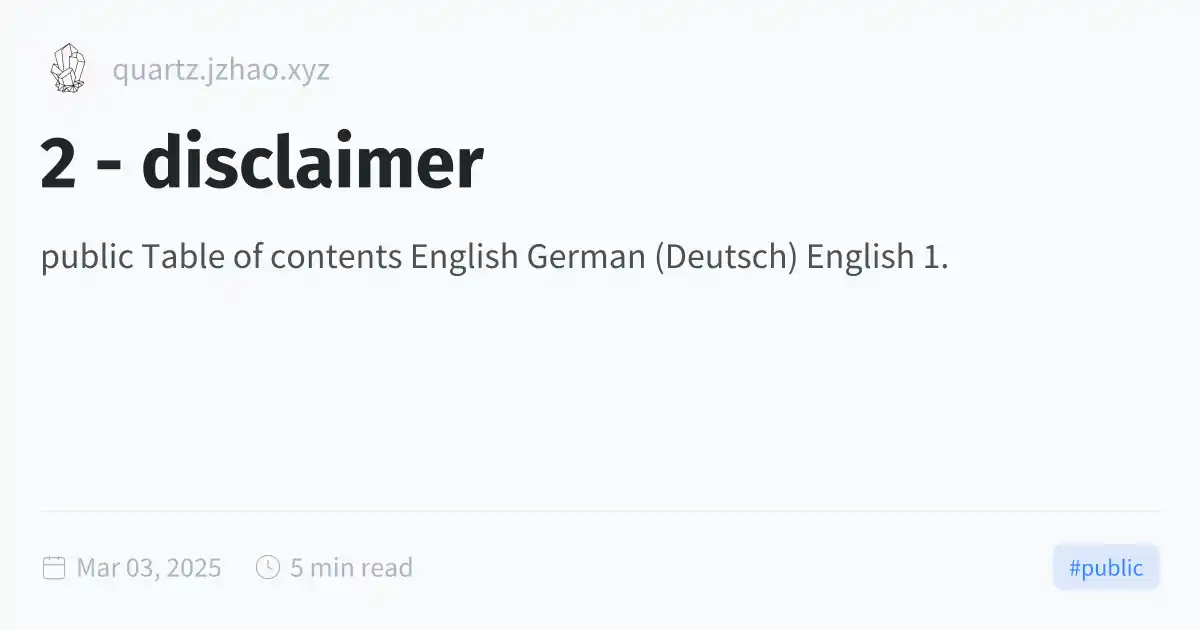 quartz.jzhao.xyz
2 - disclaimer
public Table of contents English German (Deutsch) English 1.
Mar 03, 2025
5 min read
#public